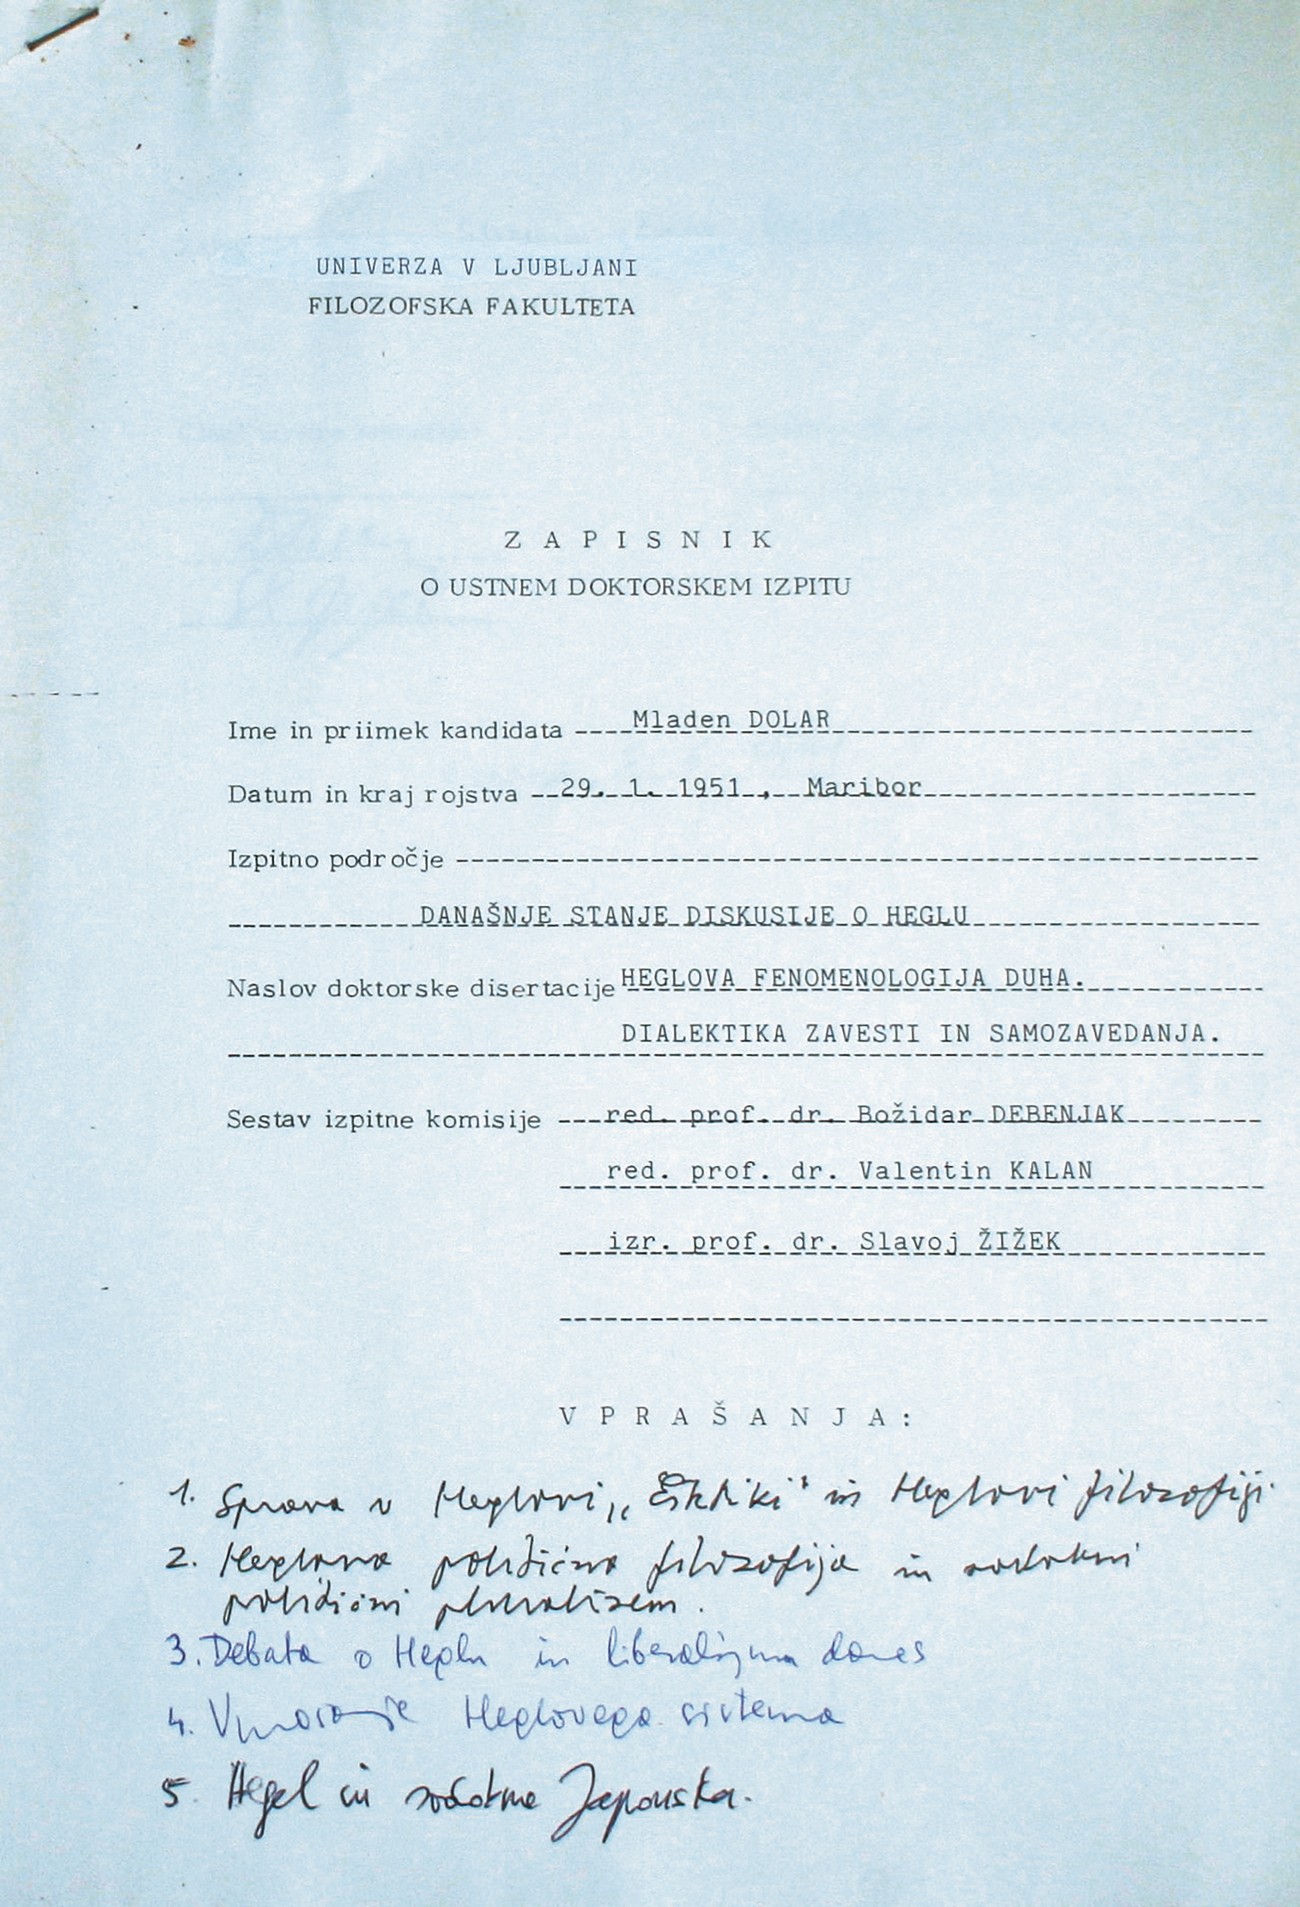 UNIVERZA V LJUBLJANI
FILOZOFSKA FAKULTETA
ZAPISNIK
O USTNEM DOKTORSKEM IZPITU
Ime in priimek kandidata Mladen DOLAR
Datum in kraj rojstva 29. 1. 1951, Maribor
Izpitno področje
DANAŠNJE STANJE DISKUSIJE O HEGLU
Naslov doktorske disertacije HEGLOVA FENOMENOLOGIJA DUHA.
DIALEKTIKA ZAVESTI IN SAMOZAVEDANJA.
Sestav izpitne komisije red. prof. dr. Božidar DEBENJAK
red. prof. dr. Valentin KALAN
izr. prof. dr. Slavoj ŽIŽEK
VPRAŠANJA:
1. Sprava v Heglovi in Heglovi filozofiji.
2. Heglova politična filozofija in sodobni
politični pluralizem.
3. Debata o Heglu in liberalizmu danes
4. Vprašanje Heglovega sistema
5. Hegel in sodobna Japonska.